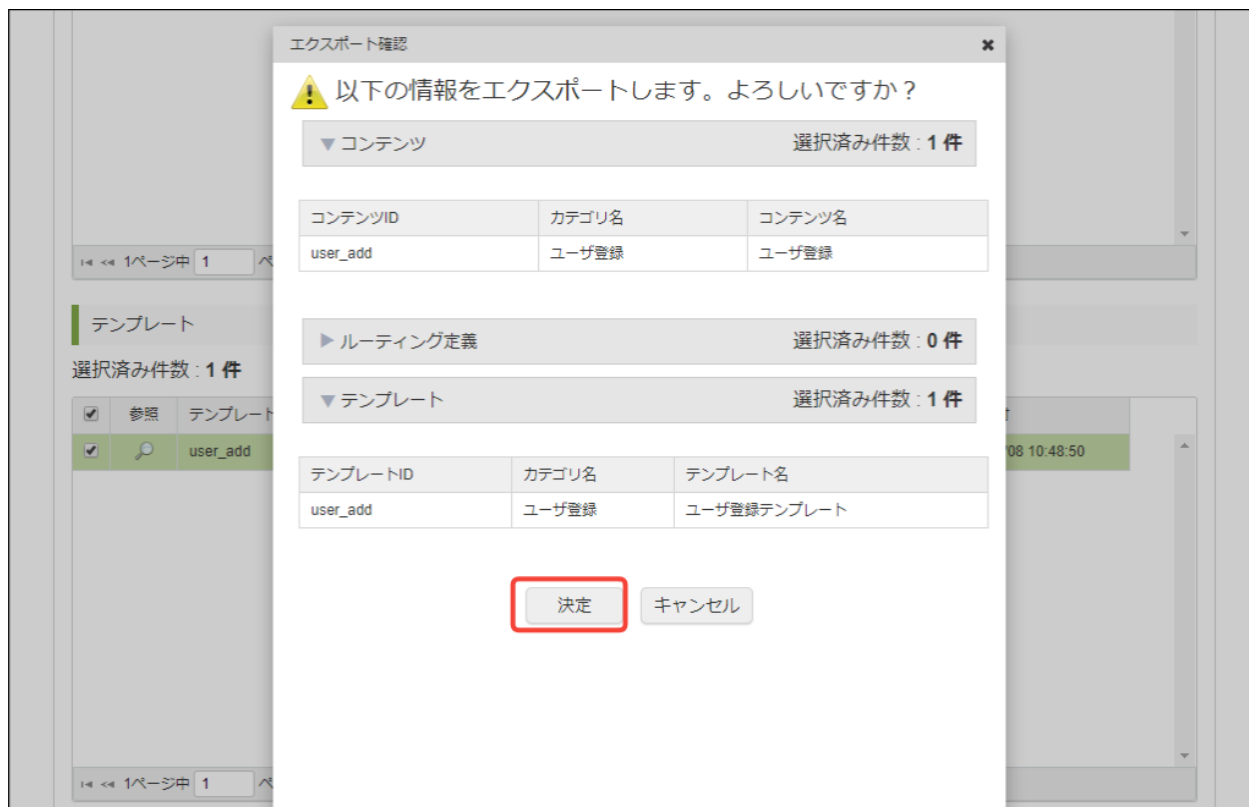 エクスポート確認
以下の情報をエクスポートします。よろしいですか？
▼コンテンツ 選択済み件数 : 1 件
コンテンツID カテゴリ名 コンテンツ名
user_add ユーザ登録 ユーザ登録
1ページ中 1 ペ
テンプレート
▶ルーティング定義 選択済み件数 : 0 件
選択済み件数 : 1 件
▼テンプレート 選択済み件数 : 1 件
参照 テンプレート
user_add /08 10:48:50
テンプレートID カテゴリ名 テンプレート名
user_add ユーザ登録 ユーザ登録テンプレート
決定 キャンセル
1ページ中 1 ペ